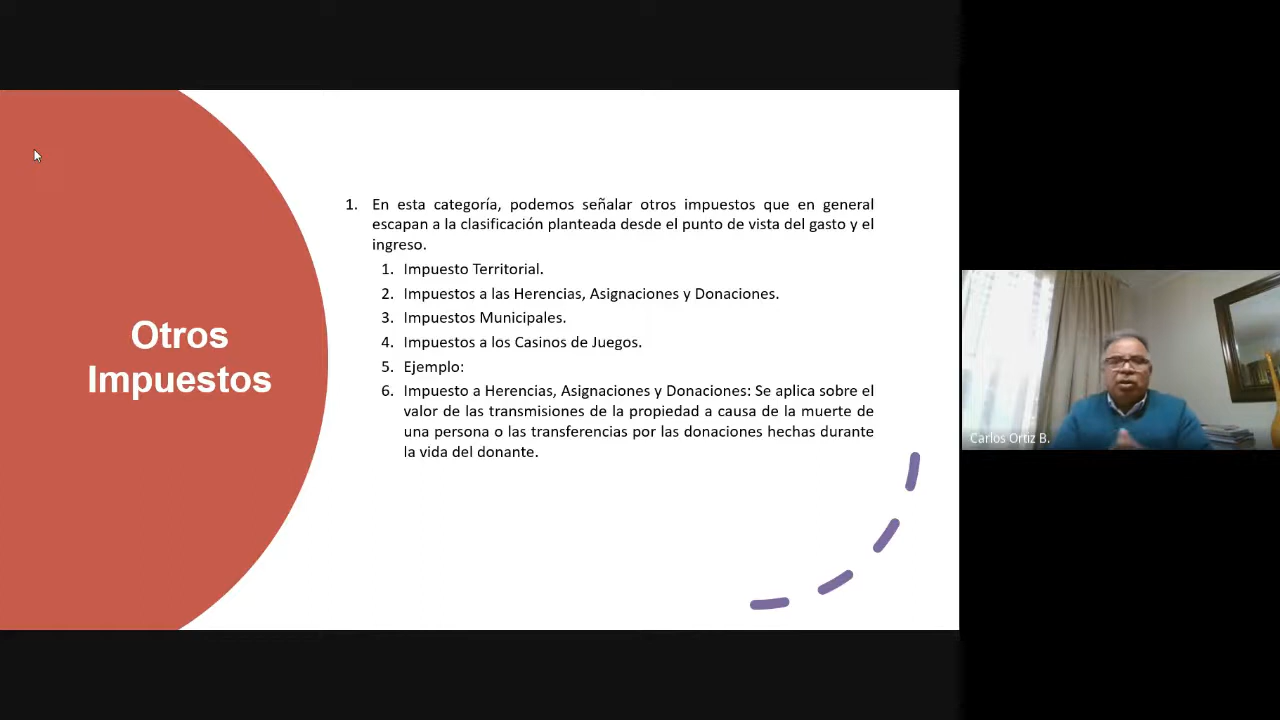 Otros
Impuestos
1. En esta categoría, podemos señalar otros impuestos que en general
escapan a la clasificación planteada desde el punto de vista del gasto y el
ingreso.
1. Impuesto Territorial.
2. Impuestos a las Herencias, Asignaciones y Donaciones.
3. Impuestos Municipales.
4. Impuestos a los Casinos de Juegos.
5. Ejemplo:
6. Impuesto a Herencias, Asignaciones y Donaciones: Se aplica sobre el
valor de las transmisiones de la propiedad a causa de la muerte de
una persona o las transferencias por las donaciones hechas durante
la vida del donante.
Carlos Ortiz B.